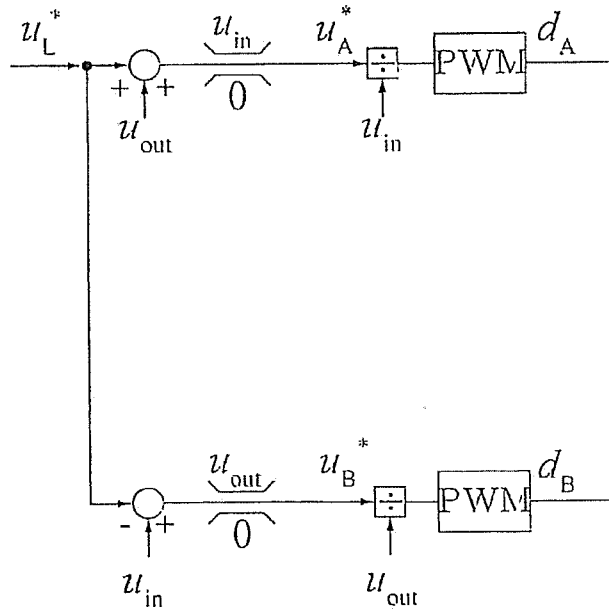 u_L* u_in u_A* d_A
PWM
+ + 0
u_out u_in
u_out u_B* d_B
PWM
- + 0
u_in u_out